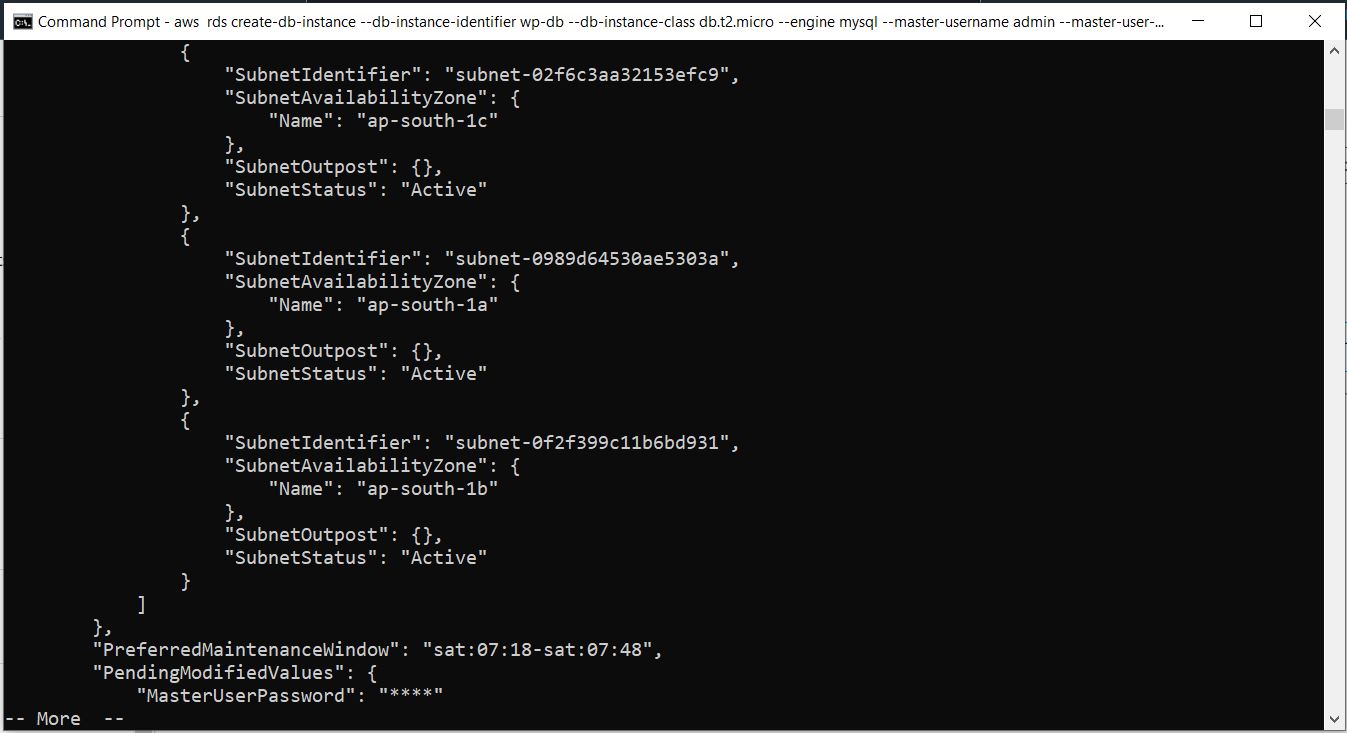 Command Prompt - aws  rds create-db-instance --db-instance-identifier wp-db --db-instance-class db.t2.micro --engine mysql --master-username admin --master-user-...
                {
                    "SubnetIdentifier": "subnet-02f6c3aa32153efc9",
                    "SubnetAvailabilityZone": {
                        "Name": "ap-south-1c"
                    },
                    "SubnetOutpost": {},
                    "SubnetStatus": "Active"
                },
                {
                    "SubnetIdentifier": "subnet-0989d64530ae5303a",
                    "SubnetAvailabilityZone": {
                        "Name": "ap-south-1a"
                    },
                    "SubnetOutpost": {},
                    "SubnetStatus": "Active"
                },
                {
                    "SubnetIdentifier": "subnet-0f2f399c11b6bd931",
                    "SubnetAvailabilityZone": {
                        "Name": "ap-south-1b"
                    },
                    "SubnetOutpost": {},
                    "SubnetStatus": "Active"
                }
            ]
        },
        "PreferredMaintenanceWindow": "sat:07:18-sat:07:48",
        "PendingModifiedValues": {
            "MasterUserPassword": "****"
-- More  --